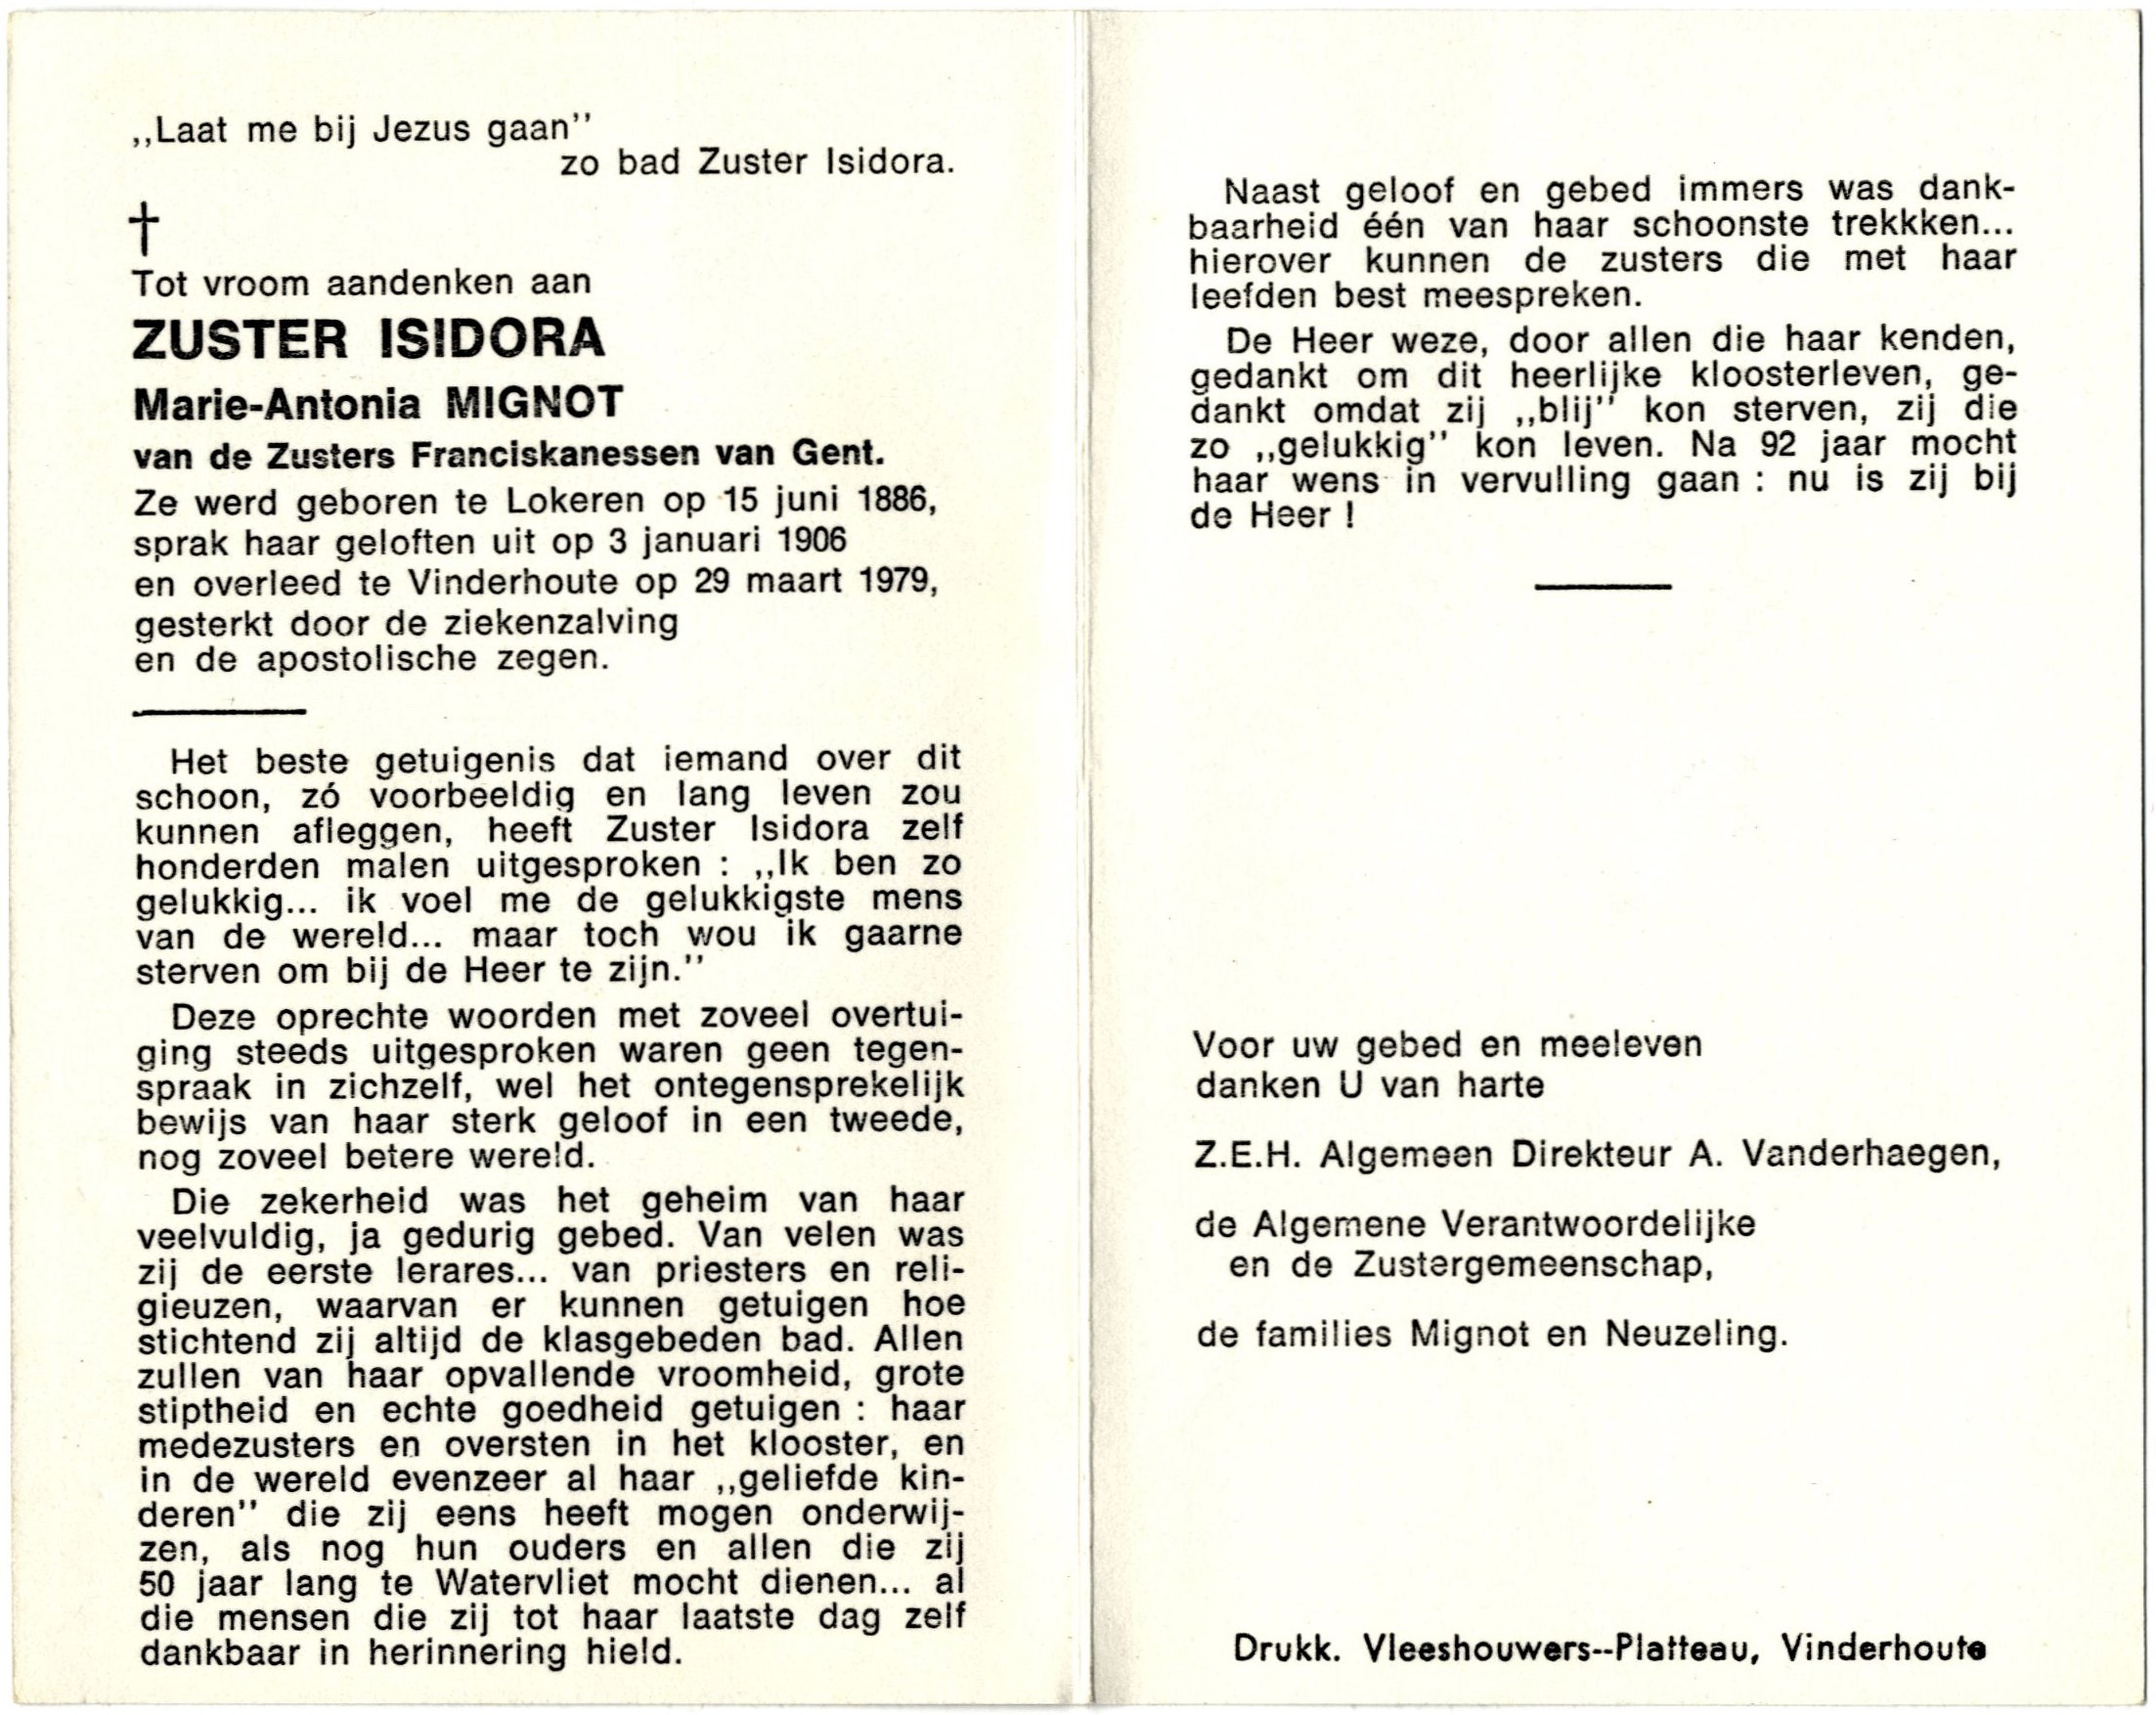 ,,Laat me bij Jezus gaan''
zo bad Zuster Isidora.
†
Tot vroom aandenken aan
ZUSTER ISIDORA
Marie-Antonia MIGNOT
van de Zusters Franciskanessen van Gent.
Ze werd geboren te Lokeren op 15 juni 1886,
sprak haar geloften uit op 3 januari 1906
en overleed te Vinderhoute op 29 maart 1979,
gesterkt door de ziekenzalving
en de apostolische zegen.
Het beste getuigenis dat iemand over dit
schoon, zó voorbeeldig en lang leven zou
kunnen afleggen, heeft Zuster Isidora zelf
honderden malen uitgesproken : ,,Ik ben zo
gelukkig... ik voel me de gelukkigste mens
van de wereld... maar toch wou ik gaarne
sterven om bij de Heer te zijn.''
Deze oprechte woorden met zoveel overtui-
ging steeds uitgesproken waren geen tegen-
spraak in zichzelf, wel het ontegensprekelijk
bewijs van haar sterk geloof in een tweede,
nog zoveel betere wereld.
Die zekerheid was het geheim van haar
veelvuldig, ja gedurig gebed. Van velen was
zij de eerste lerares... van priesters en reli-
gieuzen, waarvan er kunnen getuigen hoe
stichtend zij altijd de klasgebeden bad. Allen
zullen van haar opvallende vroomheid, grote
stiptheid en echte goedheid getuigen : haar
medezusters en oversten in het klooster, en
in de wereld evenzeer al haar ,,geliefde kin-
deren'' die zij eens heeft mogen onderwij-
zen, als nog hun ouders en allen die zij
50 jaar lang te Watervliet mocht dienen... al
die mensen die zij tot haar laatste dag zelf
dankbaar in herinnering hield.
Naast geloof en gebed immers was dank-
baarheid één van haar schoonste trekkken...
hierover kunnen de zusters die met haar
leefden best meespreken.
De Heer weze, door allen die haar kenden,
gedankt om dit heerlijke kloosterleven, ge-
dankt omdat zij ,,blij'' kon sterven, zij die
zo ,,gelukkig'' kon leven. Na 92 jaar mocht
haar wens in vervulling gaan : nu is zij bij
de Heer !
Voor uw gebed en meeleven
danken U van harte
Z.E.H. Algemeen Direkteur A. Vanderhaegen,
de Algemene Verantwoordelijke
en de Zustergemeenschap,
de families Mignot en Neuzeling.
Drukk. Vleeshouwers--Platteau, Vinderhoute